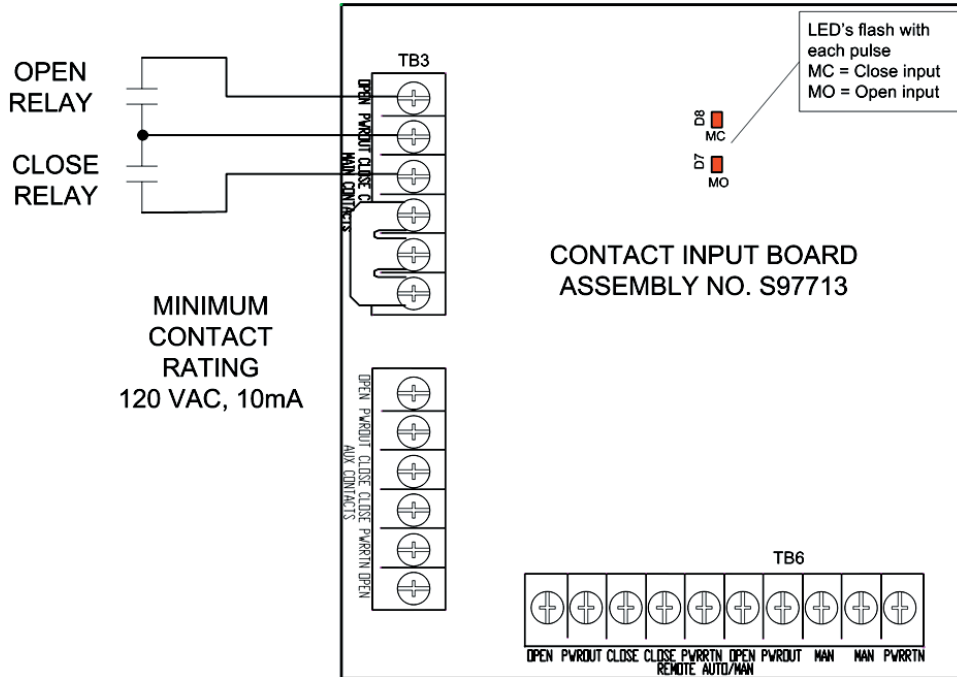 OPEN
RELAY
CLOSE
RELAY
MINIMUM
CONTACT
RATING
120 VAC, 10mA
TB3
OPEN PWROUT CLOSE C
MAIN CONTACTS
OPEN PWROUT CLOSE CLOSE PWRRTN OPEN
AUX CONTACTS
LED's flash with
each pulse
MC = Close input
MO = Open input
D8
MC
D7
MO
CONTACT INPUT BOARD
ASSEMBLY NO. S97713
TB6
OPEN PWROUT CLOSE CLOSE PWRRTN OPEN PWROUT MAN MAN PWRRTN
REMOTE AUTO/MAN